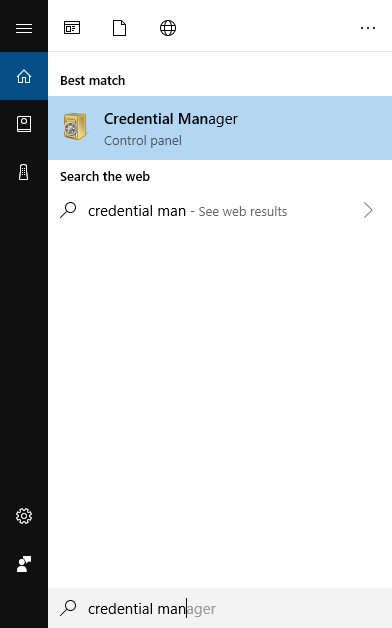 Best match
Credential Manager
Control panel
Search the web
credential man - See web results
credential manager